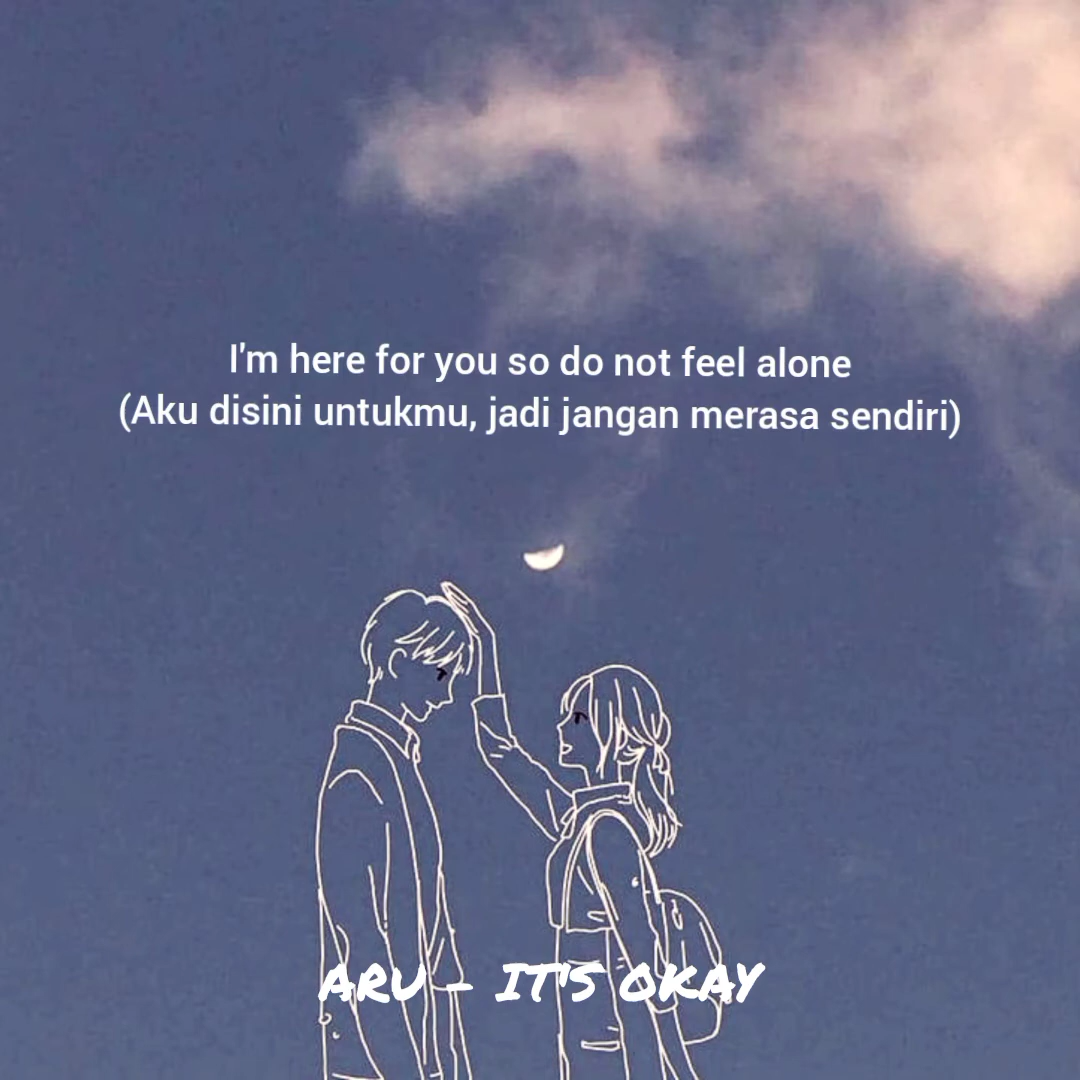 I'm here for you so do not feel alone
(Aku disini untukmu, jadi jangan merasa sendiri)
ARU - IT'S OKAY